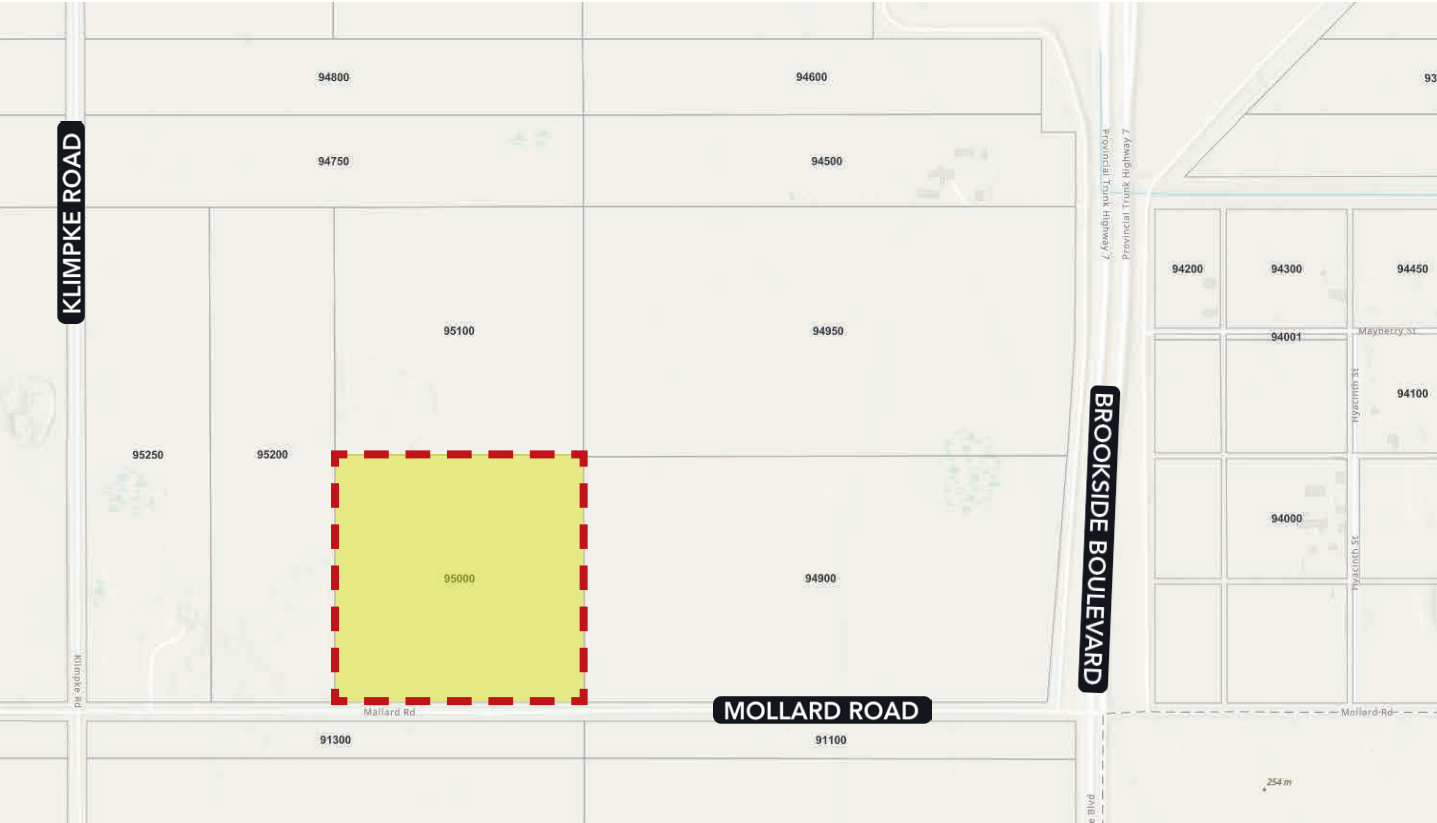 94800
94600
93
KLIMPKE ROAD
94750
94500
Provincial Trunk Highway 7
Provincial Trunk Highway 7
94200
94300
94450
95100
94950
Mayberry St
94001
Hyacinth St
94100
BROOKSIDE BOULEVARD
95250
95200
94000
Hyacinth St
95000
94900
Klimpke Rd
Mallard Rd
MOLLARD ROAD
Mollard Rd
91300
91100
254 m
e Blvd